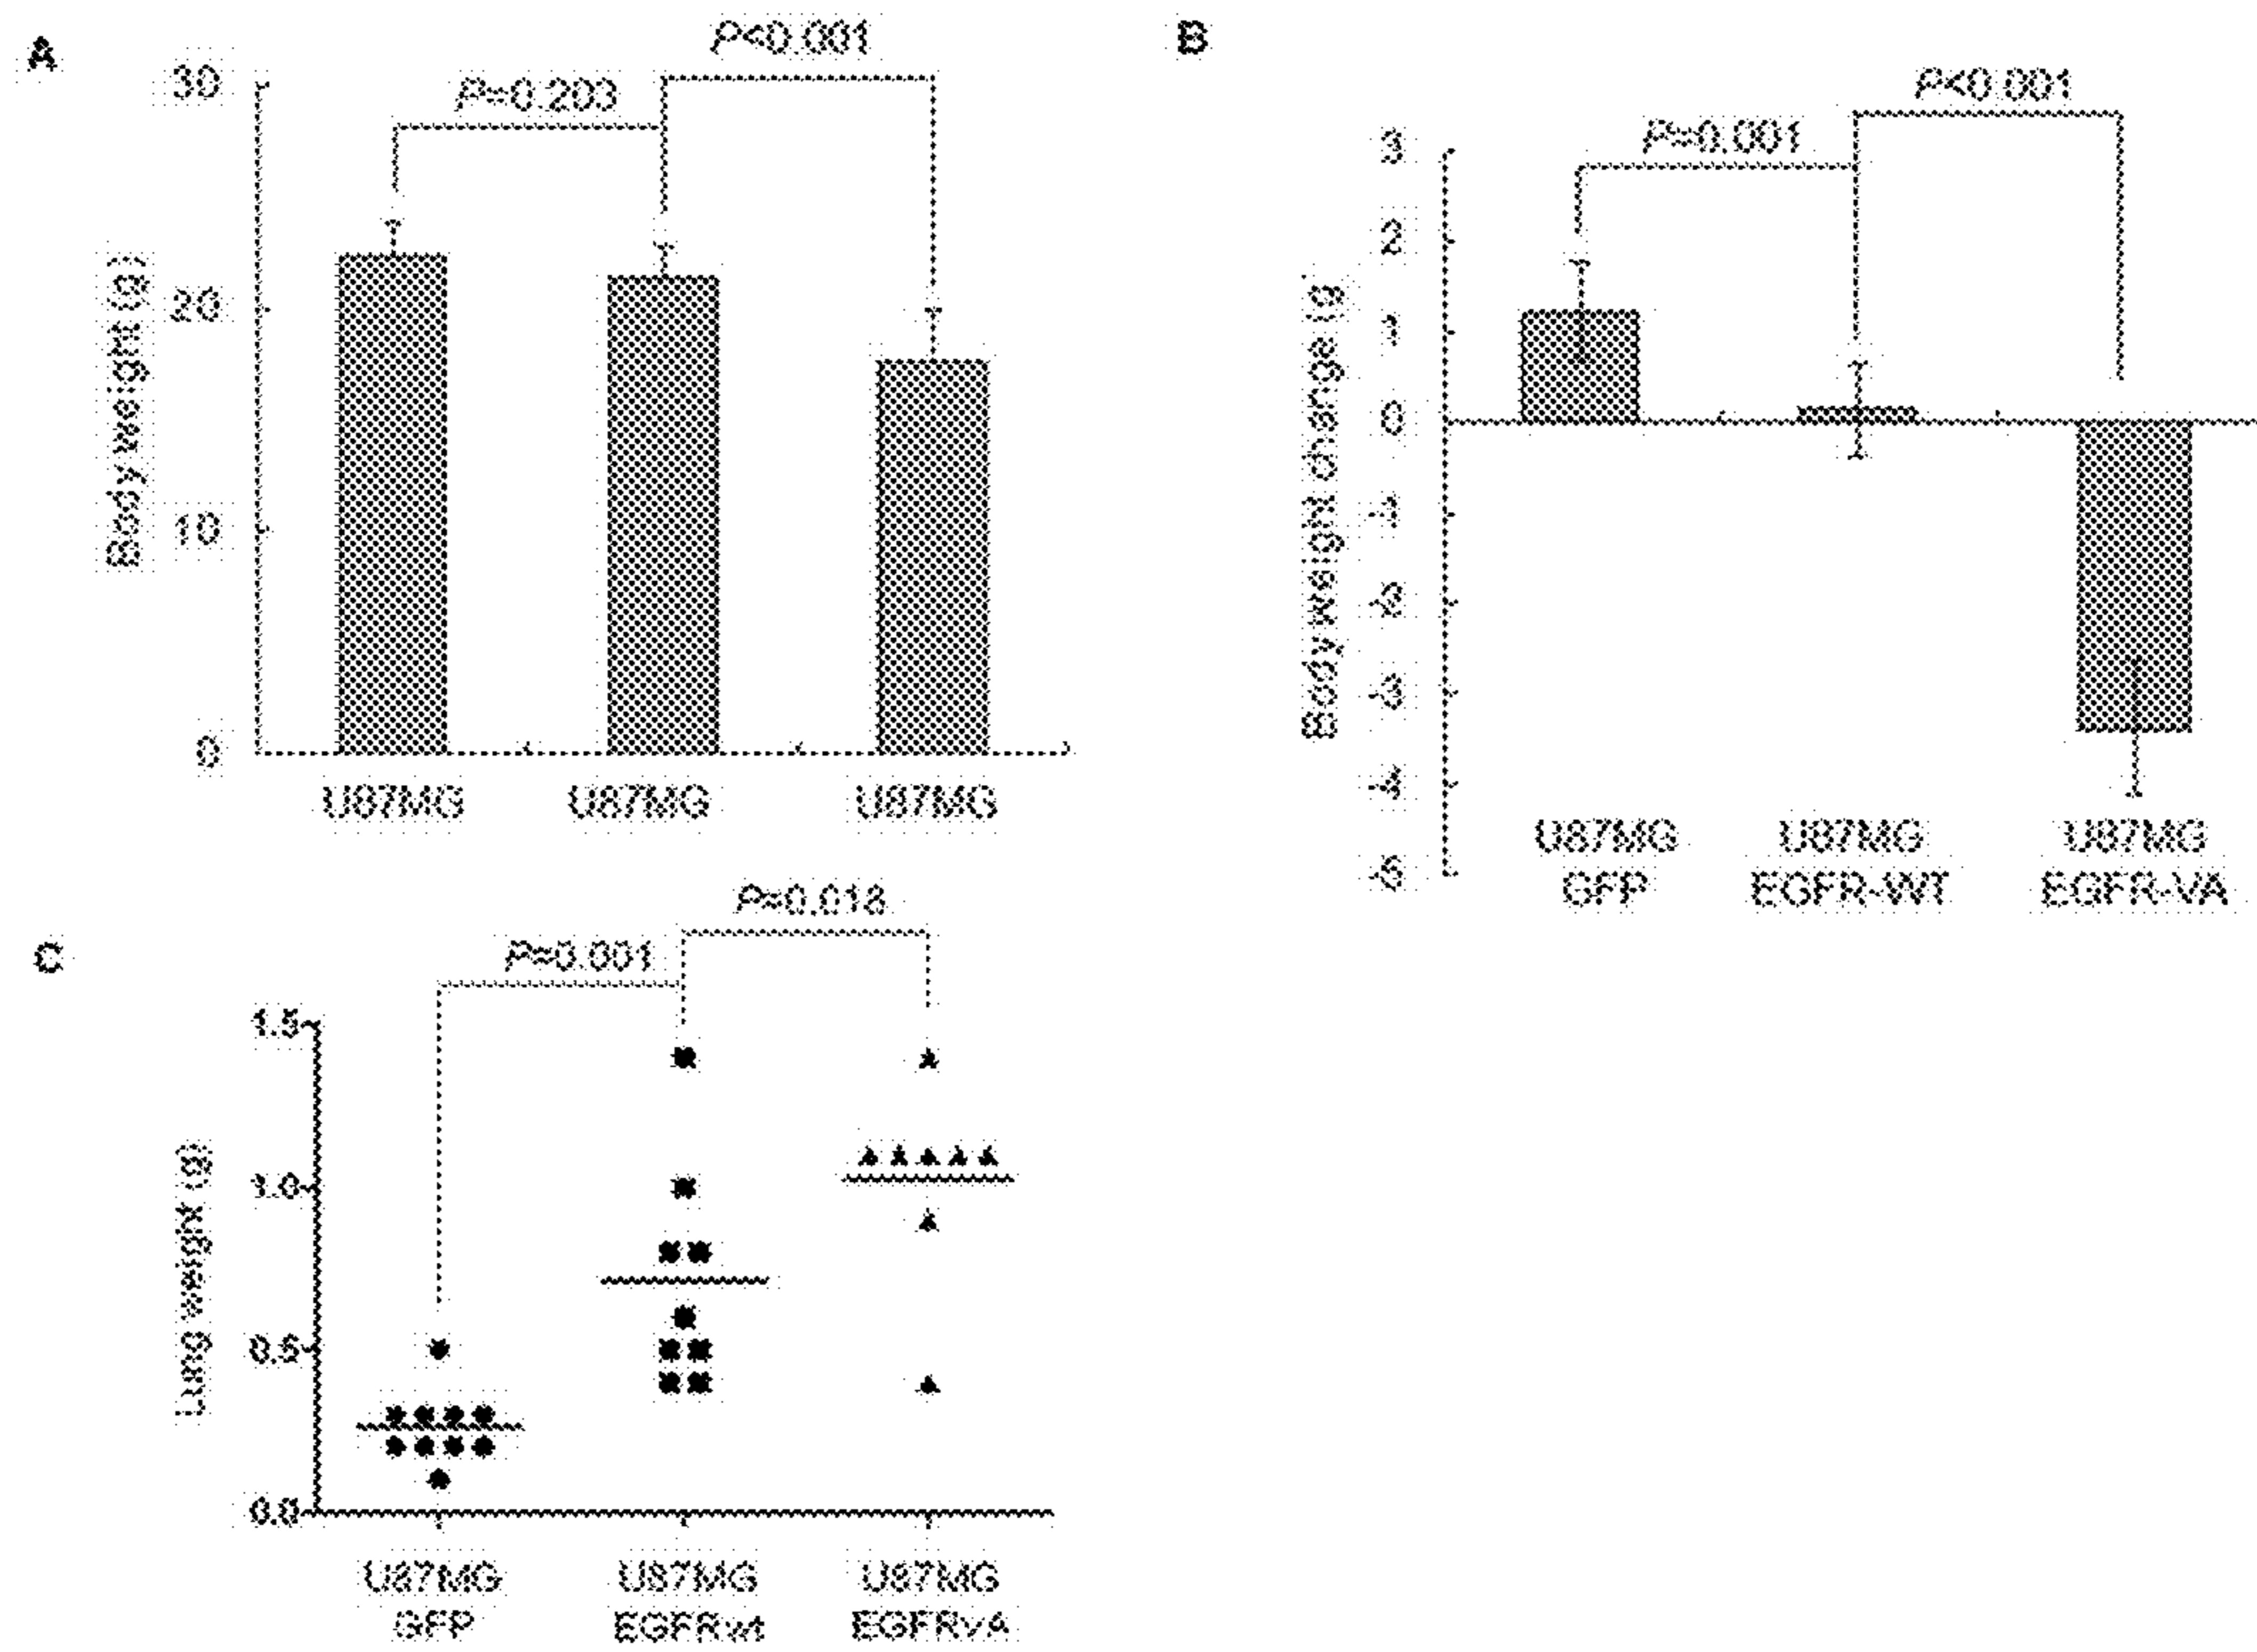 A
P<0.001
P=0.203
30
20
10
0
Body weight (g)
U87MG U87MG U87MG
B
P<0.001
P=0.001
3
2
1
0
-1
-2
-3
-4
-5
Body weight change (g)
U87MG U87MG U87MG
GFP EGFR-WT EGFR-VA
C
P=0.018
P=0.001
1.5
1.0
0.5
0.0
Lung weight (g)
U87MG U87MG U87MG
GFP EGFRwt EGFRvA